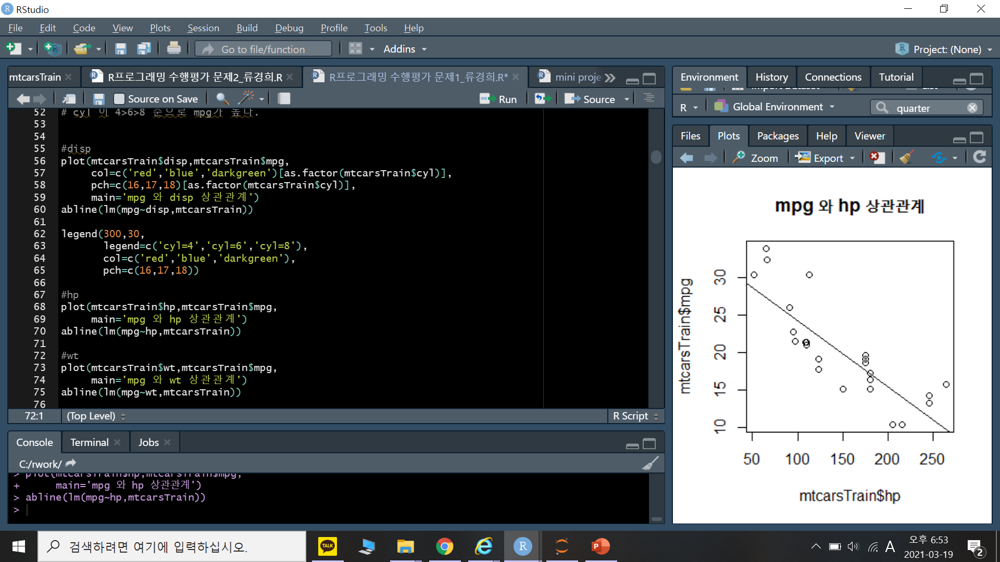 RStudio
File Edit Code View Plots Session Build Debug Profile Tools Help
Go to file/function Addins Project: (None)
mtcarsTrain R프로그래밍 수행평가 문제2_류경희.R R프로그래밍 수행평가 문제1_류경희.R* mini proje
Source on Save Run Source
52 # cyl 이 4>6>8 순으로 mpg가 높다.
53
54
55 #disp
56 plot(mtcarsTrain$disp,mtcarsTrain$mpg,
57 col=c('red','blue','darkgreen')[as.factor(mtcarsTrain$cyl)],
58 pch=c(16,17,18)[as.factor(mtcarsTrain$cyl)],
59 main='mpg 와 disp 상관관계')
60 abline(lm(mpg~disp,mtcarsTrain))
61
62 legend(300,30,
63 legend=c('cyl=4','cyl=6','cyl=8'),
64 col=c('red','blue','darkgreen'),
65 pch=c(16,17,18))
66
67 #hp
68 plot(mtcarsTrain$hp,mtcarsTrain$mpg,
69 main='mpg 와 hp 상관관계')
70 abline(lm(mpg~hp,mtcarsTrain))
71
72 #wt
73 plot(mtcarsTrain$wt,mtcarsTrain$mpg,
74 main='mpg 와 wt 상관관계')
75 abline(lm(mpg~wt,mtcarsTrain))
76
72:1 (Top Level) R Script
Console Terminal Jobs
C:/rwork/
> plot(mtcarsTrain$hp,mtcarsTrain$mpg,
+ main='mpg 와 hp 상관관계')
> abline(lm(mpg~hp,mtcarsTrain))
>
Environment History Connections Tutorial
Import Dataset List
R Global Environment quarter
Files Plots Packages Help Viewer
Zoom Export
mpg 와 hp 상관관계
mtcarsTrain$mpg
30
25
20
15
10
50 100 150 200 250
mtcarsTrain$hp
검색하려면 여기에 입력하십시오.
TALK
R
P
A
오후 6:53
2021-03-19
2